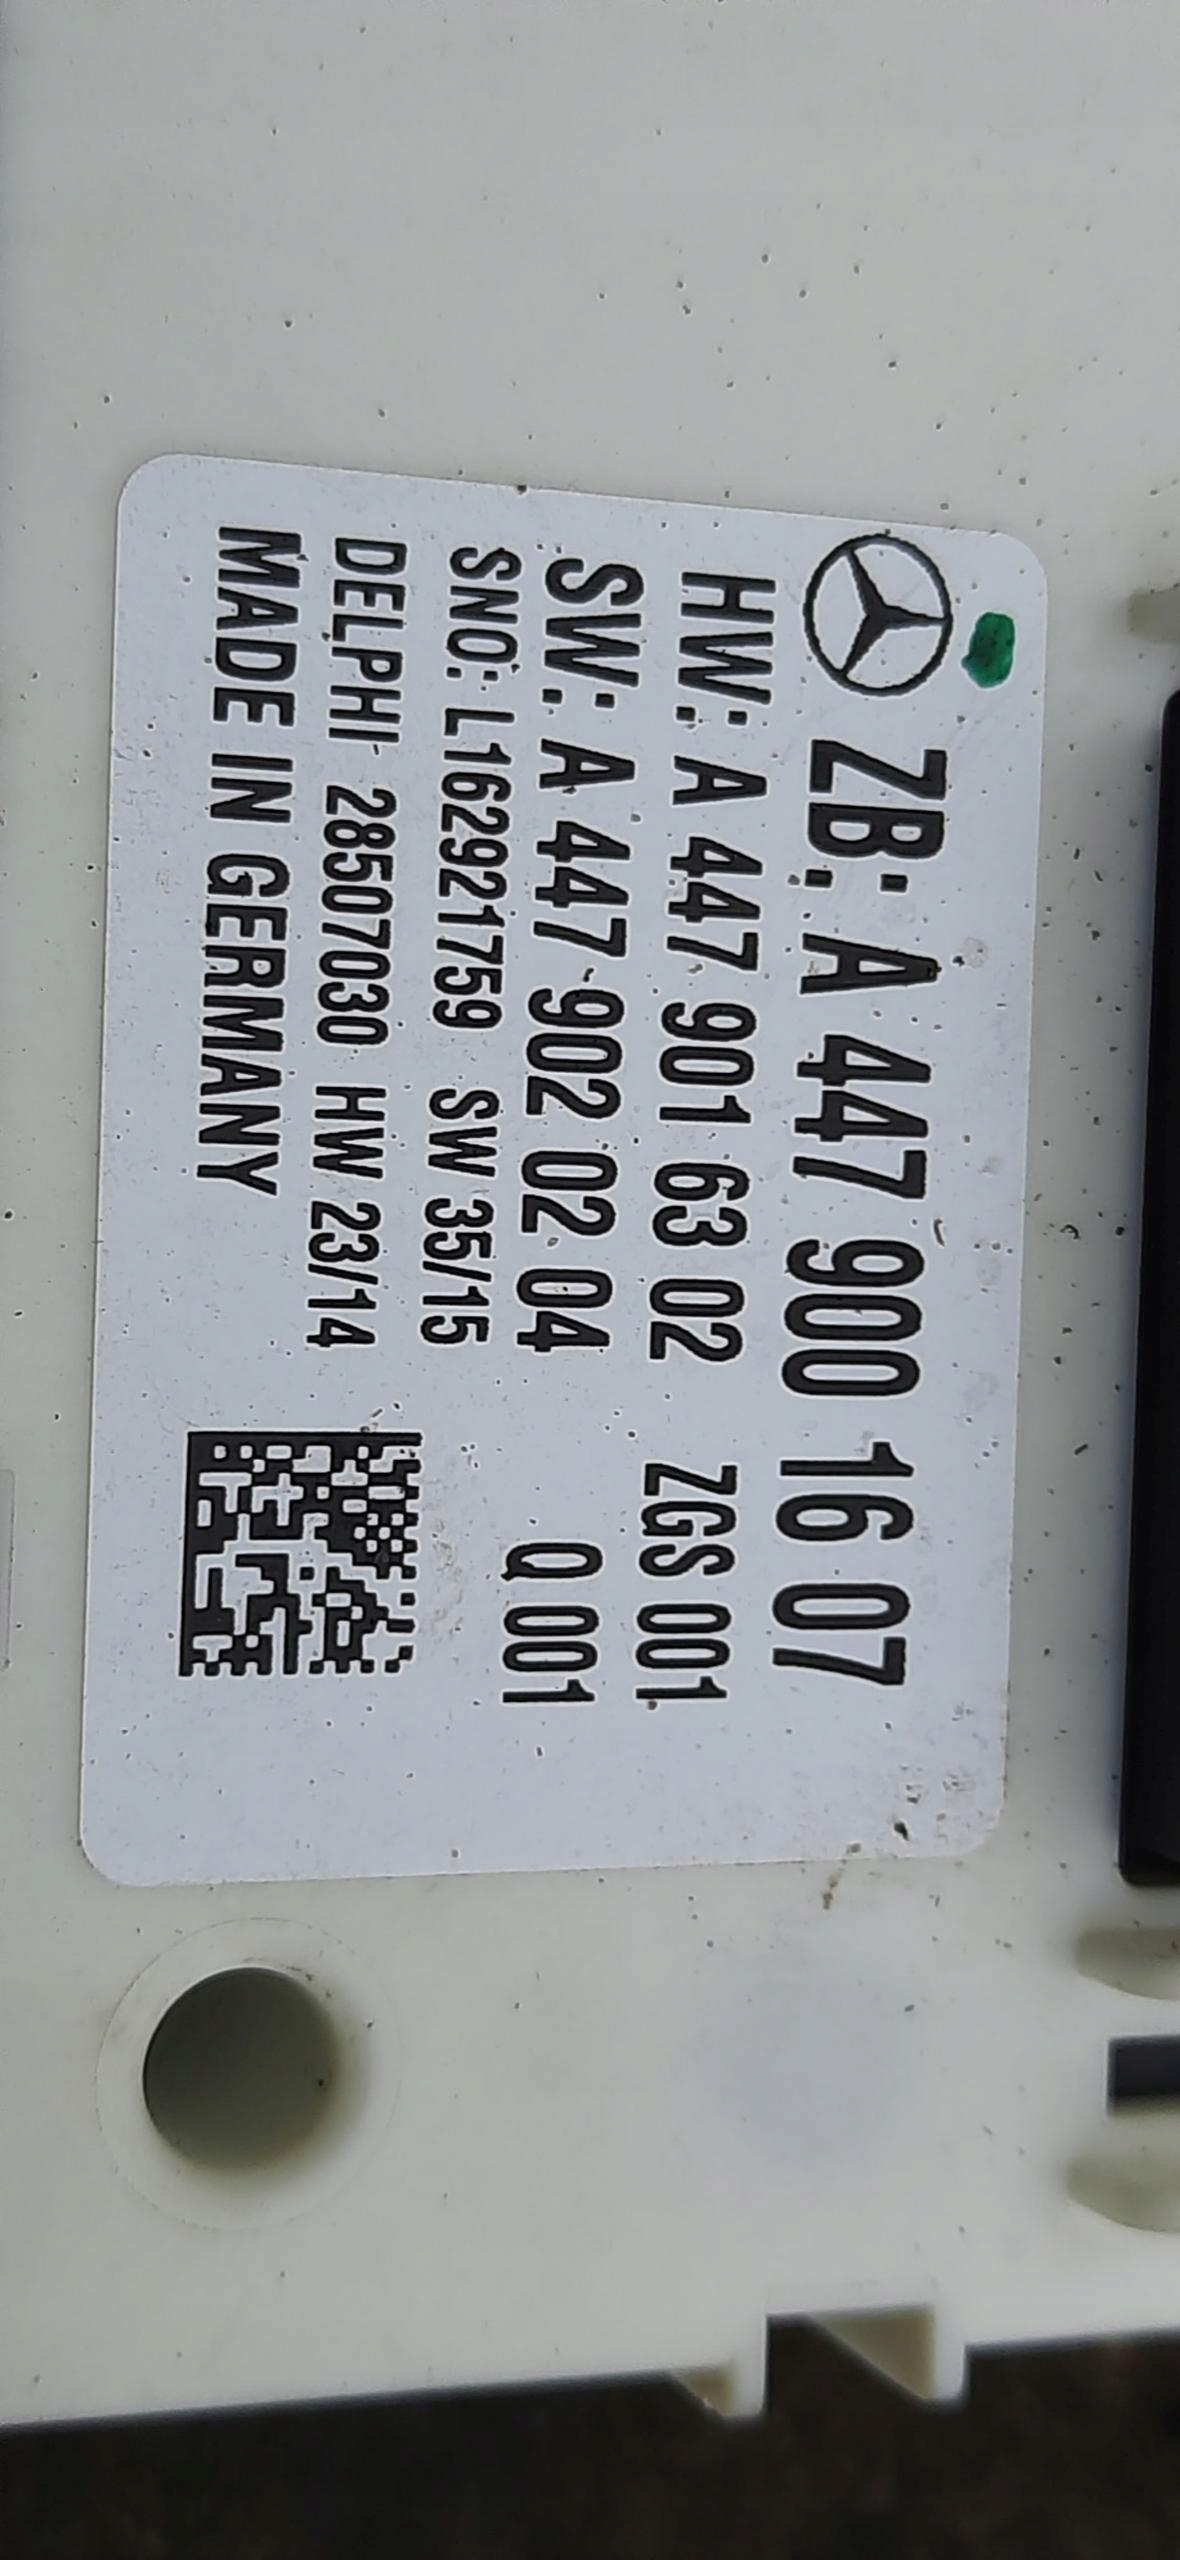 ZB: A 447 900 16 07
HW: A 447 901 63 02 ZGS 001
SW: A 447 902 02 04 Q 001
SNO: L162921759 SW 35/15
DELPHI 28507030 HW 23/14
MADE IN GERMANY